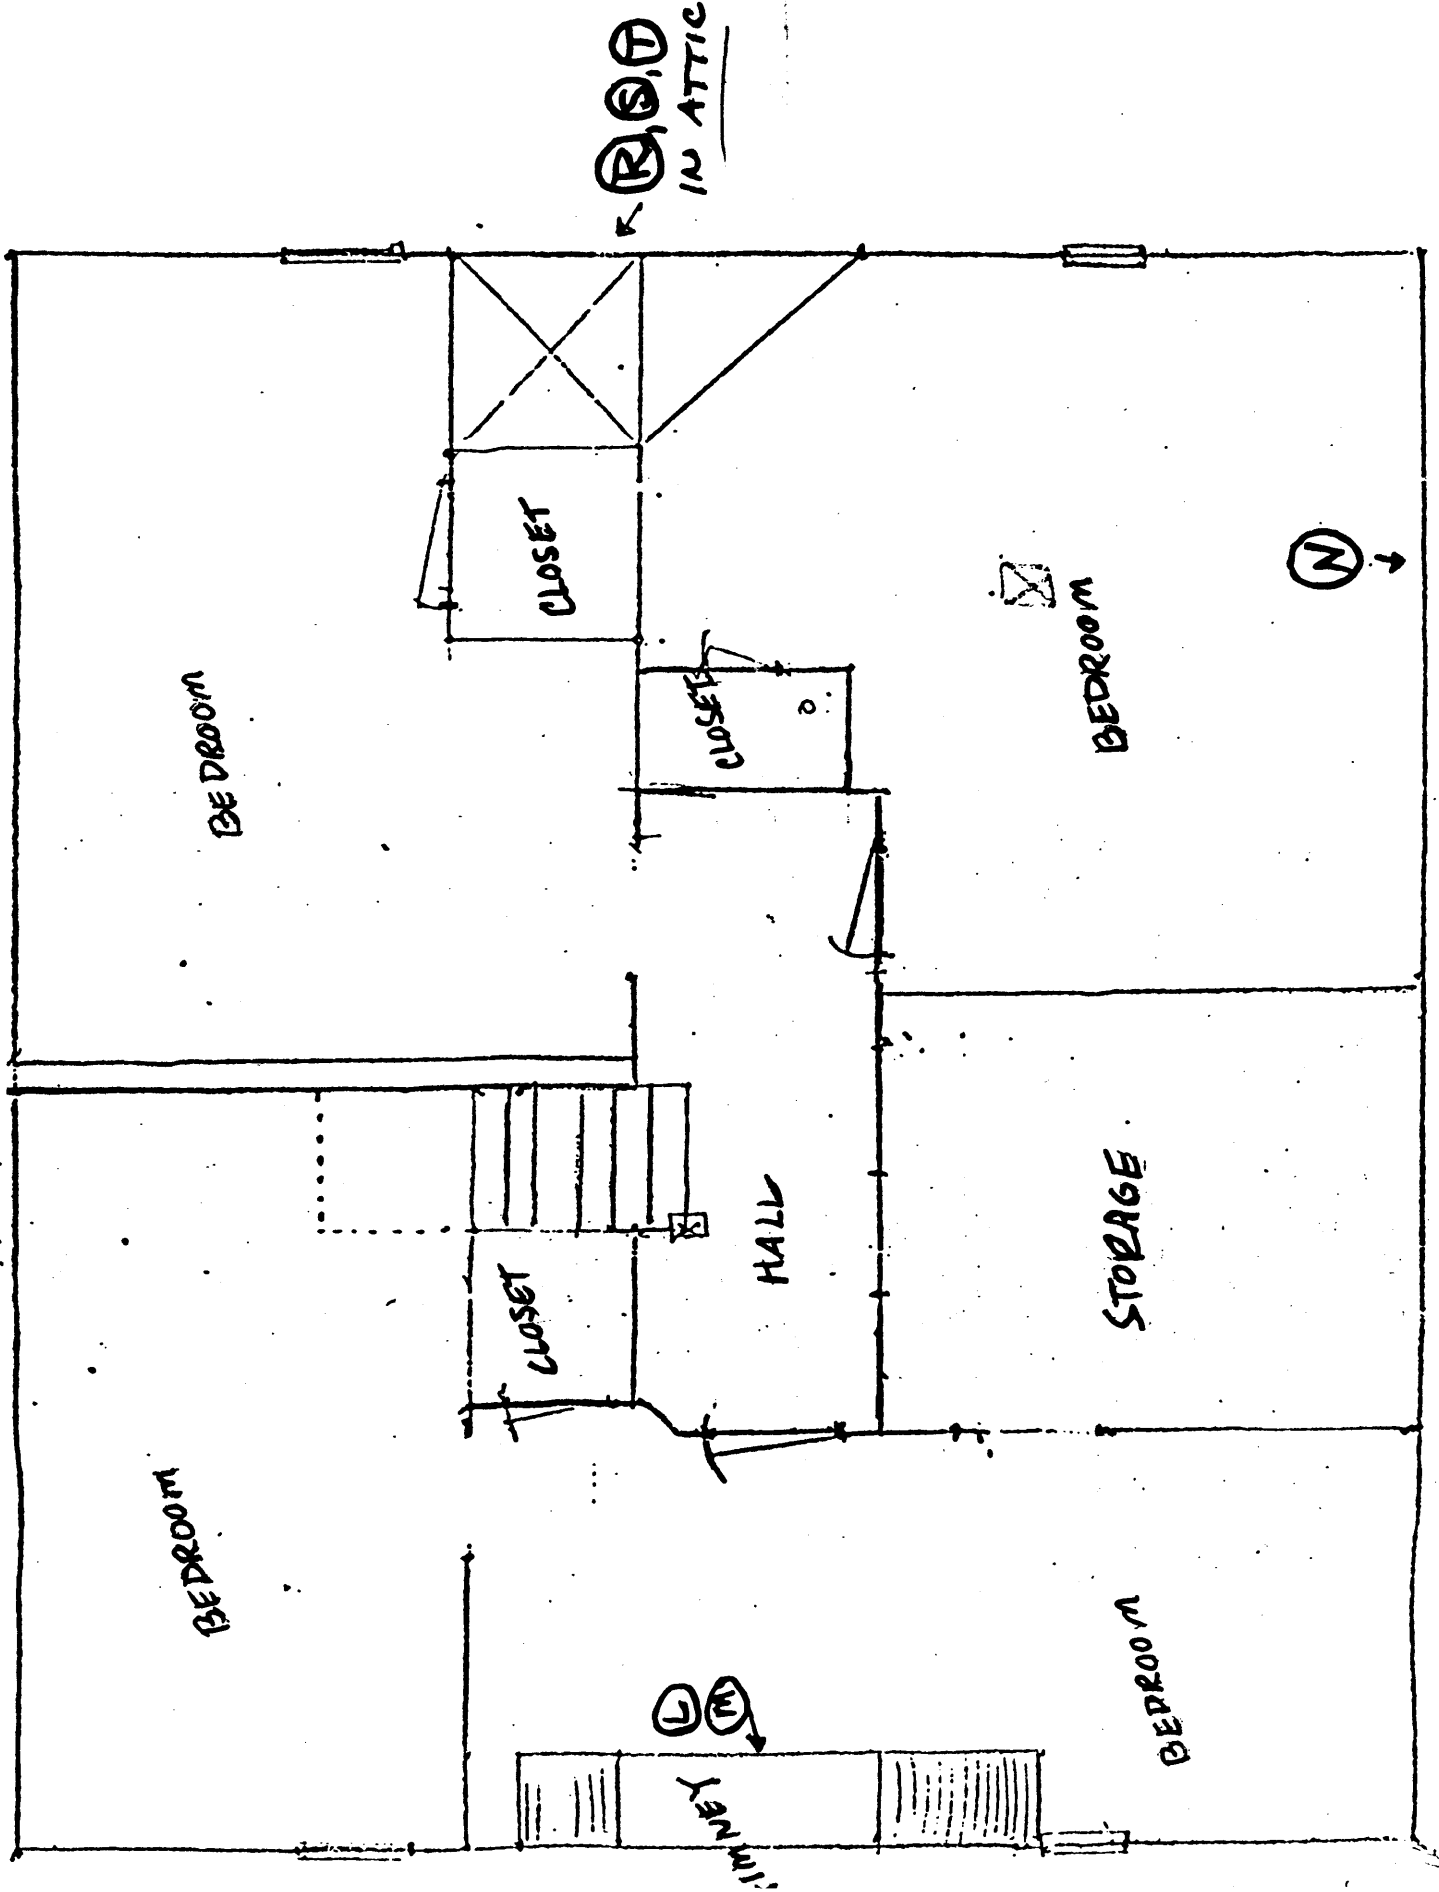 R, S, T
IN ATTIC
BEDROOM
CLOSET
CLOSET
BEDROOM
N
BEDROOM
CLOSET
HALL
STORAGE
L M
IMNEY
BEDROOM